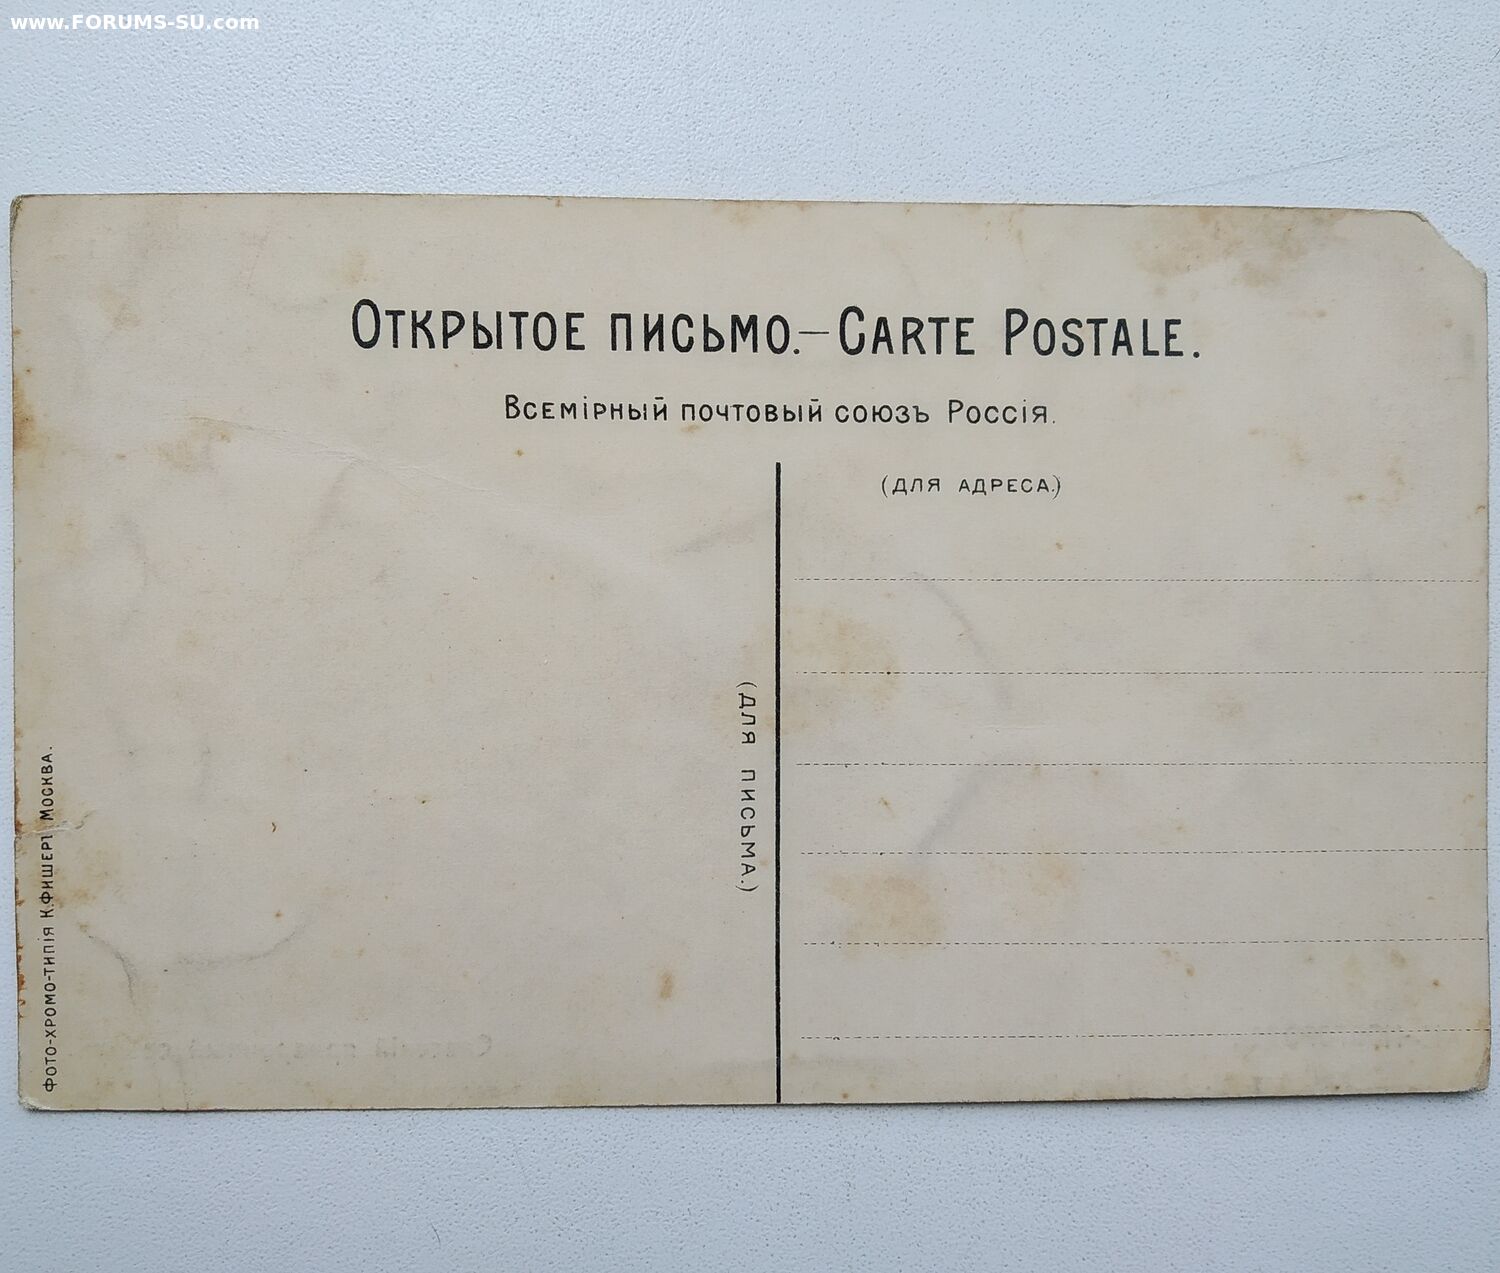 www.FORUMS-SU.com
Открытое письмо.—Carte Postale.
Всемірный почтовый союзъ Россія.
(для адреса.)
(для письма.)
Фото-хромо-типія К. Фишеръ Москва.